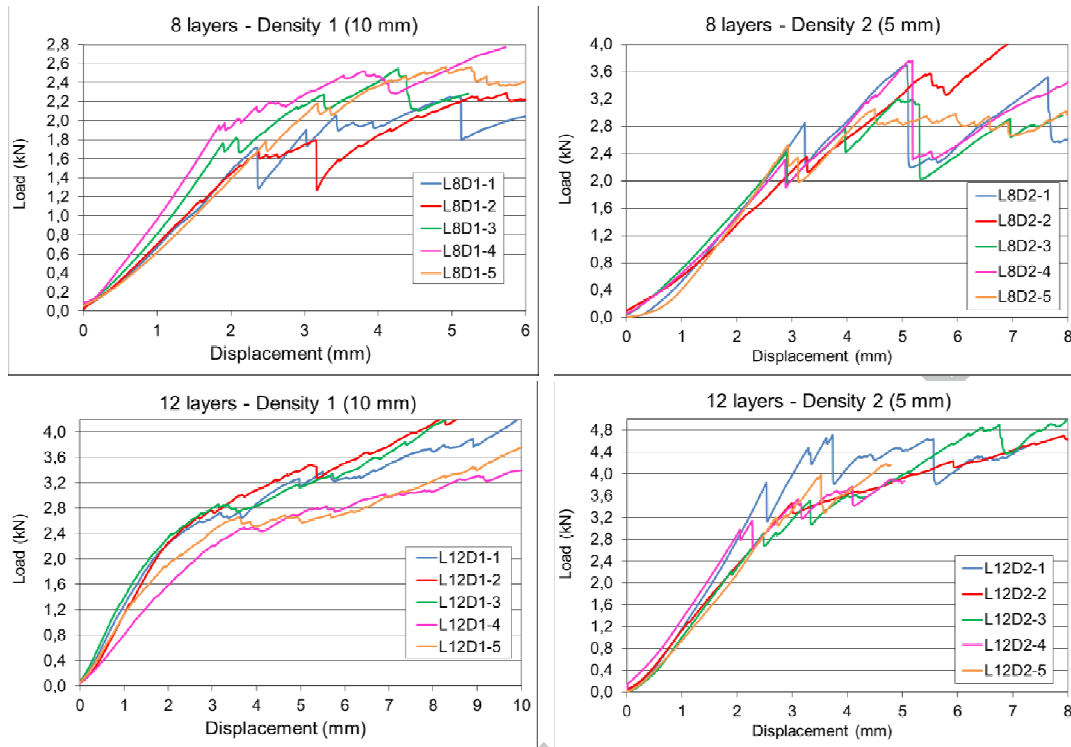 8 layers - Density 1 (10 mm)
2,8
2,6
2,4
2,2
2,0
1,8
1,6
1,4
1,2
1,0
0,8
0,6
0,4
0,2
0,0
Load (kN)
L8D1-1
L8D1-2
L8D1-3
L8D1-4
L8D1-5
0 1 2 3 4 5 6
Displacement (mm)
8 layers - Density 2 (5 mm)
4,0
3,6
3,2
2,8
2,4
2,0
1,6
1,2
0,8
0,4
0,0
Load (kN)
L8D2-1
L8D2-2
L8D2-3
L8D2-4
L8D2-5
0 1 2 3 4 5 6 7 8
Displacement (mm)
12 layers - Density 1 (10 mm)
4,0
3,6
3,2
2,8
2,4
2,0
1,6
1,2
0,8
0,4
0,0
Load (kN)
L12D1-1
L12D1-2
L12D1-3
L12D1-4
L12D1-5
0 1 2 3 4 5 6 7 8 9 10
Displacement (mm)
12 layers - Density 2 (5 mm)
4,8
4,4
4,0
3,6
3,2
2,8
2,4
2,0
1,6
1,2
0,8
0,4
0,0
Load (kN)
L12D2-1
L12D2-2
L12D2-3
L12D2-4
L12D2-5
0 1 2 3 4 5 6 7 8
Displacement (mm)